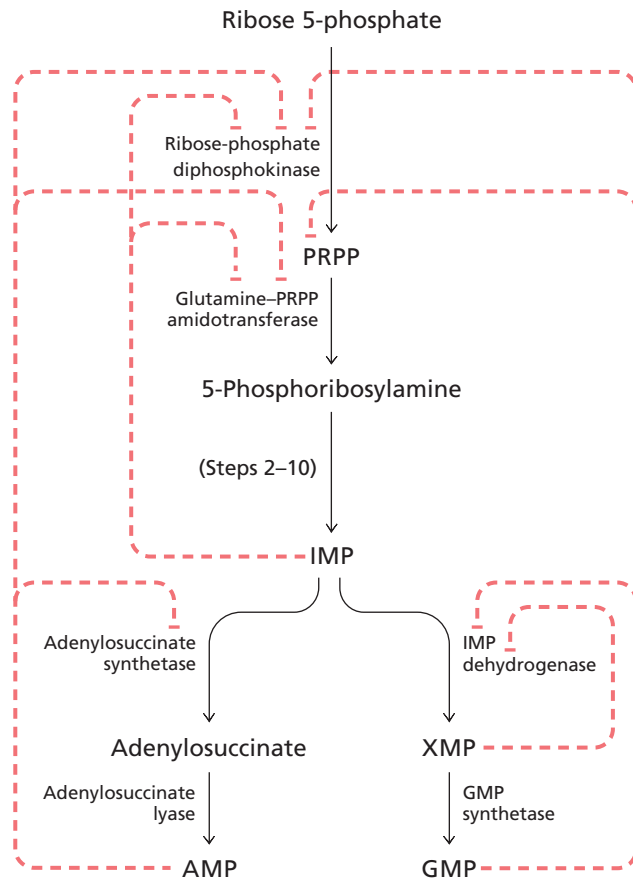 Ribose 5-phosphate
Ribose-phosphate
diphosphokinase
PRPP
Glutamine–PRPP
amidotransferase
5-Phosphoribosylamine
(Steps 2–10)
IMP
Adenylosuccinate
synthetase
IMP
dehydrogenase
Adenylosuccinate
XMP
Adenylosuccinate
lyase
GMP
synthetase
AMP
GMP